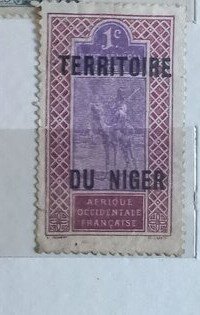 1c
TERRITOIRE
DU NIGER
AFRIQUE
OCCIDENTALE
FRANÇAISE